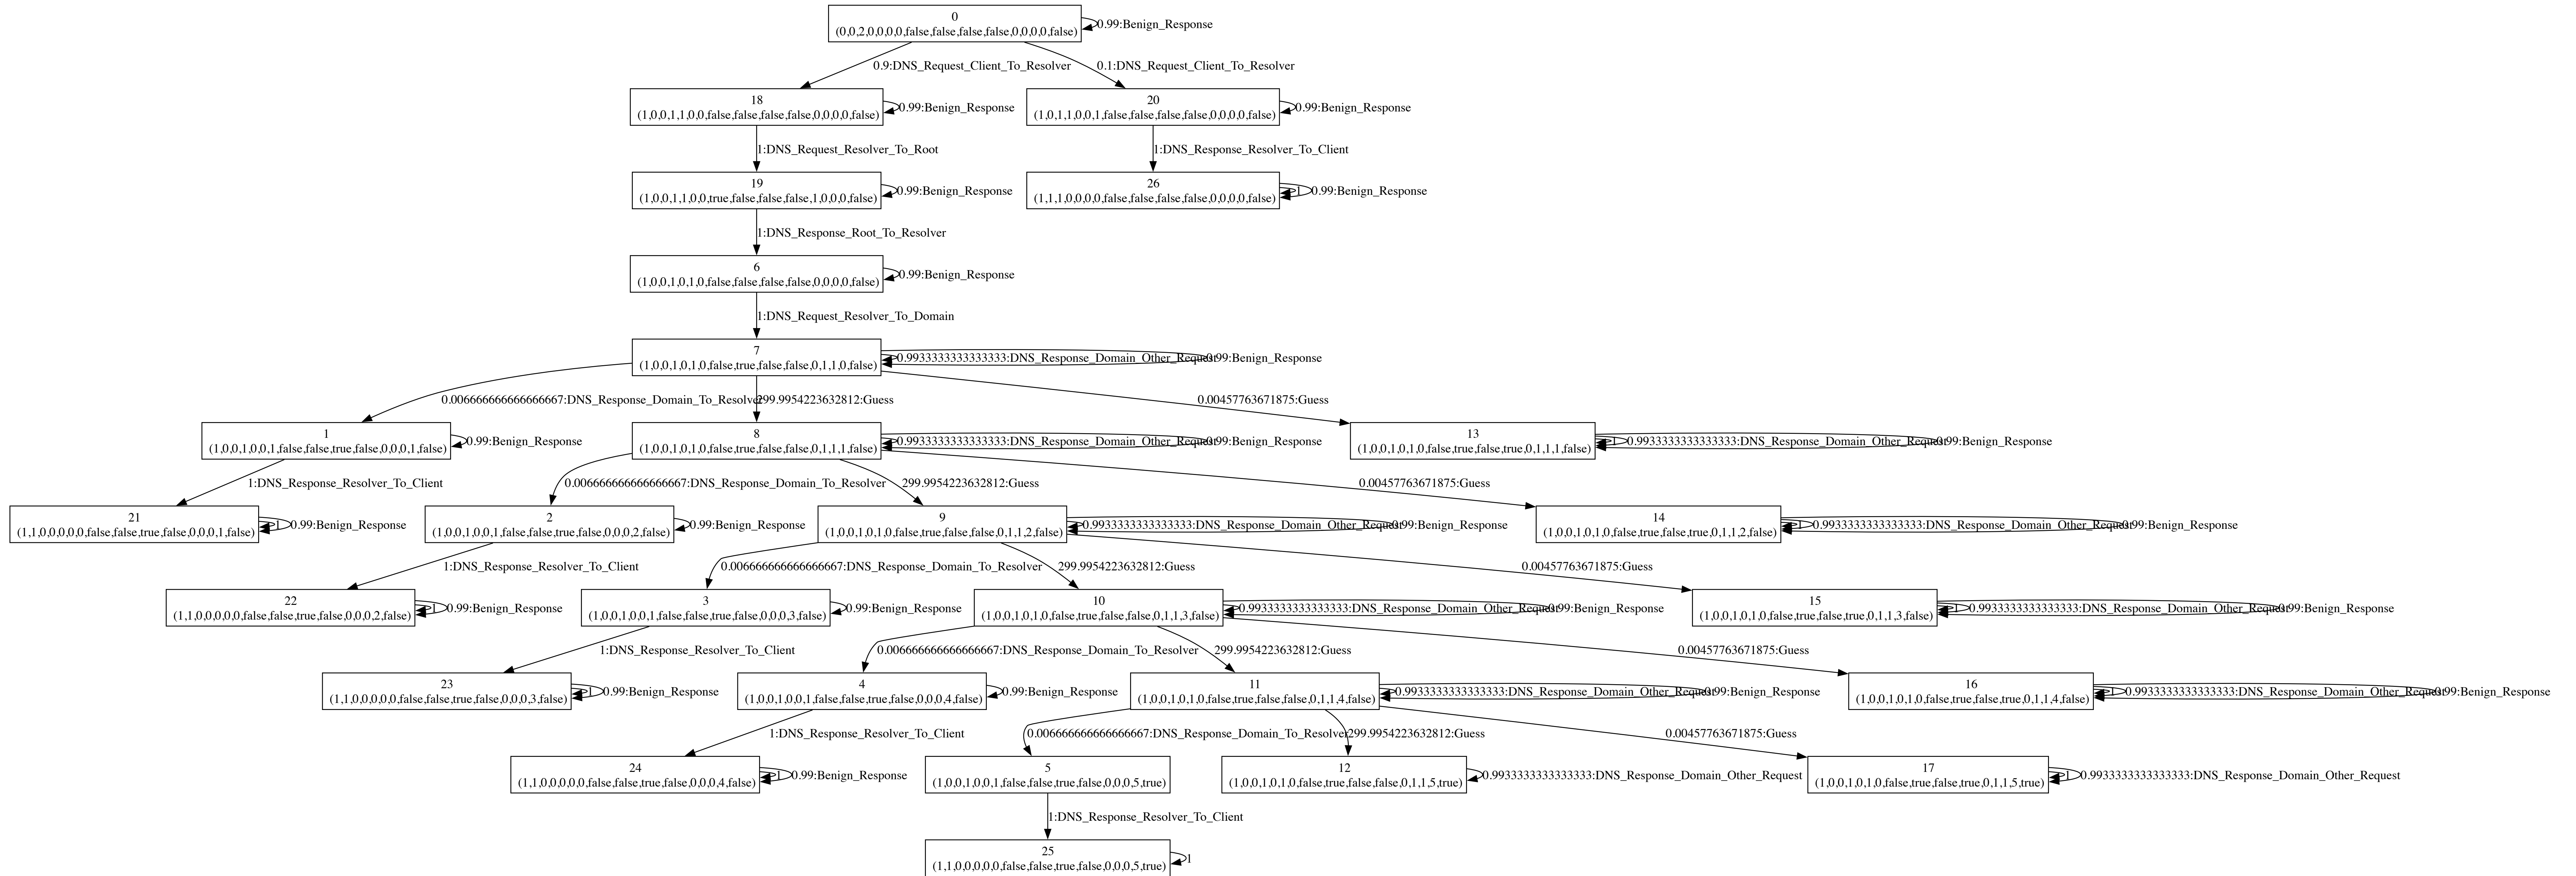 0
(0,0,2,0,0,0,0,false,false,false,false,0,0,0,0,false)
0.99:Benign_Response
0.9:DNS_Request_Client_To_Resolver
0.1:DNS_Request_Client_To_Resolver
18
(1,0,0,1,1,0,0,false,false,false,false,0,0,0,0,false)
0.99:Benign_Response
20
(1,0,1,1,0,0,1,false,false,false,false,0,0,0,0,false)
0.99:Benign_Response
1:DNS_Request_Resolver_To_Root
1:DNS_Response_Resolver_To_Client
19
(1,0,0,1,1,0,0,true,false,false,false,1,0,0,0,false)
0.99:Benign_Response
26
(1,1,1,0,0,0,0,false,false,false,false,0,0,0,0,false)
1
0.99:Benign_Response
1:DNS_Response_Root_To_Resolver
6
(1,0,0,1,0,1,0,false,false,false,false,0,0,0,0,false)
0.99:Benign_Response
1:DNS_Request_Resolver_To_Domain
7
(1,0,0,1,0,1,0,false,true,false,false,0,1,1,0,false)
0.9933333333333333:DNS_Response_Domain_Other_Request
0.99:Benign_Response
0.006666666666666667:DNS_Response_Domain_To_Resolver
299.9954223632812:Guess
0.00457763671875:Guess
1
(1,0,0,1,0,0,1,false,false,true,false,0,0,0,1,false)
0.99:Benign_Response
8
(1,0,0,1,0,1,0,false,true,false,false,0,1,1,1,false)
0.9933333333333333:DNS_Response_Domain_Other_Request
0.99:Benign_Response
13
(1,0,0,1,0,1,0,false,true,false,true,0,1,1,1,false)
1
0.9933333333333333:DNS_Response_Domain_Other_Request
0.99:Benign_Response
1:DNS_Response_Resolver_To_Client
0.006666666666666667:DNS_Response_Domain_To_Resolver
299.9954223632812:Guess
0.00457763671875:Guess
21
(1,1,0,0,0,0,0,false,false,true,false,0,0,0,1,false)
1
0.99:Benign_Response
2
(1,0,0,1,0,0,1,false,false,true,false,0,0,0,2,false)
0.99:Benign_Response
9
(1,0,0,1,0,1,0,false,true,false,false,0,1,1,2,false)
0.9933333333333333:DNS_Response_Domain_Other_Request
0.99:Benign_Response
14
(1,0,0,1,0,1,0,false,true,false,true,0,1,1,2,false)
1
0.9933333333333333:DNS_Response_Domain_Other_Request
0.99:Benign_Response
1:DNS_Response_Resolver_To_Client
0.006666666666666667:DNS_Response_Domain_To_Resolver
299.9954223632812:Guess
0.00457763671875:Guess
22
(1,1,0,0,0,0,0,false,false,true,false,0,0,0,2,false)
1
0.99:Benign_Response
3
(1,0,0,1,0,0,1,false,false,true,false,0,0,0,3,false)
0.99:Benign_Response
10
(1,0,0,1,0,1,0,false,true,false,false,0,1,1,3,false)
0.9933333333333333:DNS_Response_Domain_Other_Request
0.99:Benign_Response
15
(1,0,0,1,0,1,0,false,true,false,true,0,1,1,3,false)
1
0.9933333333333333:DNS_Response_Domain_Other_Request
0.99:Benign_Response
1:DNS_Response_Resolver_To_Client
0.006666666666666667:DNS_Response_Domain_To_Resolver
299.9954223632812:Guess
0.00457763671875:Guess
23
(1,1,0,0,0,0,0,false,false,true,false,0,0,0,3,false)
1
0.99:Benign_Response
4
(1,0,0,1,0,0,1,false,false,true,false,0,0,0,4,false)
0.99:Benign_Response
11
(1,0,0,1,0,1,0,false,true,false,false,0,1,1,4,false)
0.9933333333333333:DNS_Response_Domain_Other_Request
0.99:Benign_Response
16
(1,0,0,1,0,1,0,false,true,false,true,0,1,1,4,false)
1
0.9933333333333333:DNS_Response_Domain_Other_Request
0.99:Benign_Response
1:DNS_Response_Resolver_To_Client
0.006666666666666667:DNS_Response_Domain_To_Resolver
299.9954223632812:Guess
0.00457763671875:Guess
24
(1,1,0,0,0,0,0,false,false,true,false,0,0,0,4,false)
1
0.99:Benign_Response
5
(1,0,0,1,0,0,1,false,false,true,false,0,0,0,5,true)
12
(1,0,0,1,0,1,0,false,true,false,false,0,1,1,5,true)
0.9933333333333333:DNS_Response_Domain_Other_Request
17
(1,0,0,1,0,1,0,false,true,false,true,0,1,1,5,true)
1
0.9933333333333333:DNS_Response_Domain_Other_Request
1:DNS_Response_Resolver_To_Client
25
(1,1,0,0,0,0,0,false,false,true,false,0,0,0,5,true)
1